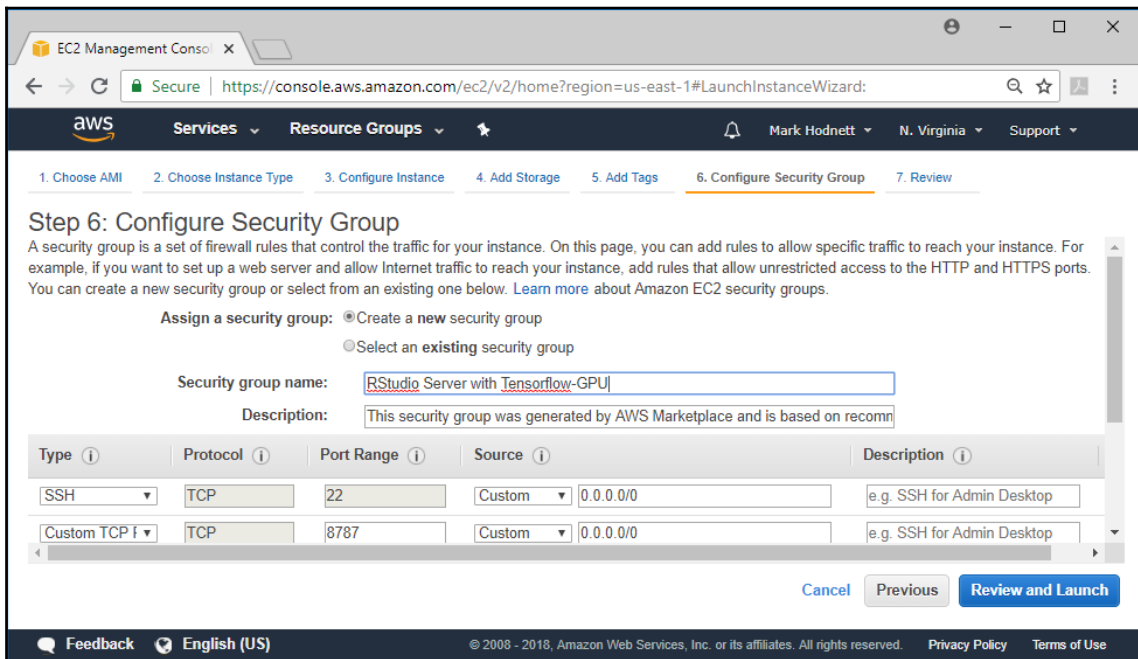 EC2 Management Consol
Secure | https://console.aws.amazon.com/ec2/v2/home?region=us-east-1#LaunchInstanceWizard:
aws Services Resource Groups Mark Hodnett N. Virginia Support
1. Choose AMI 2. Choose Instance Type 3. Configure Instance 4. Add Storage 5. Add Tags 6. Configure Security Group 7. Review
Step 6: Configure Security Group
A security group is a set of firewall rules that control the traffic for your instance. On this page, you can add rules to allow specific traffic to reach your instance. For
example, if you want to set up a web server and allow Internet traffic to reach your instance, add rules that allow unrestricted access to the HTTP and HTTPS ports.
You can create a new security group or select from an existing one below. Learn more about Amazon EC2 security groups.
Assign a security group: Create a new security group
Select an existing security group
Security group name: RStudio Server with Tensorflow-GPU
Description: This security group was generated by AWS Marketplace and is based on recomn
Type i Protocol i Port Range i Source i Description i
SSH TCP 22 Custom 0.0.0.0/0 e.g. SSH for Admin Desktop
Custom TCP F TCP 8787 Custom 0.0.0.0/0 e.g. SSH for Admin Desktop
Cancel Previous Review and Launch
Feedback English (US) © 2008 - 2018, Amazon Web Services, Inc. or its affiliates. All rights reserved. Privacy Policy Terms of Use